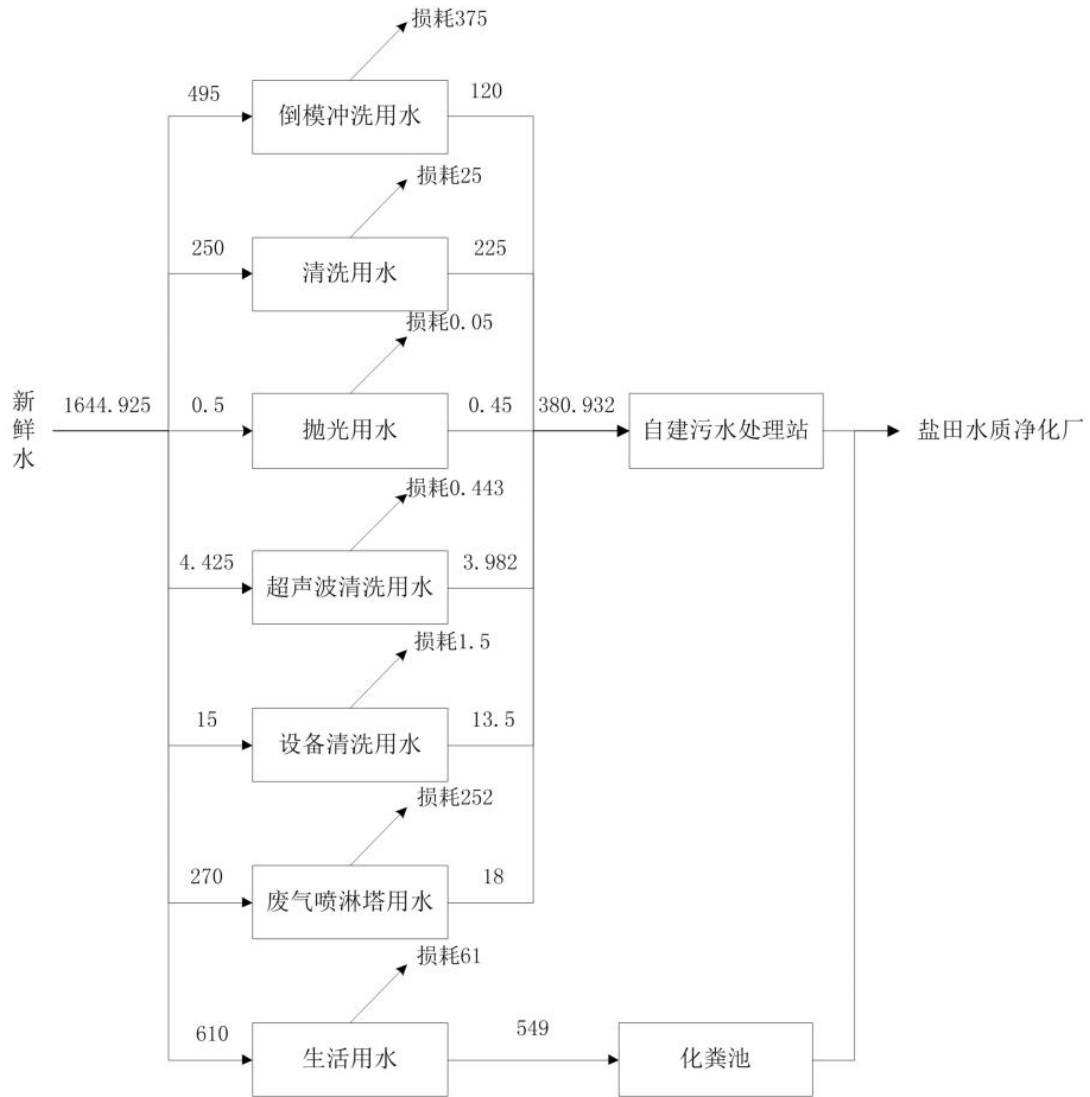 损耗375
495
倒模冲洗用水
120
损耗25
250
清洗用水
225
损耗0.05
新鲜水
1644.925
0.5
抛光用水
0.45
380.932
自建污水处理站
盐田水质净化厂
损耗0.443
4.425
超声波清洗用水
3.982
损耗1.5
15
设备清洗用水
13.5
损耗252
270
废气喷淋塔用水
18
损耗61
610
生活用水
549
化粪池